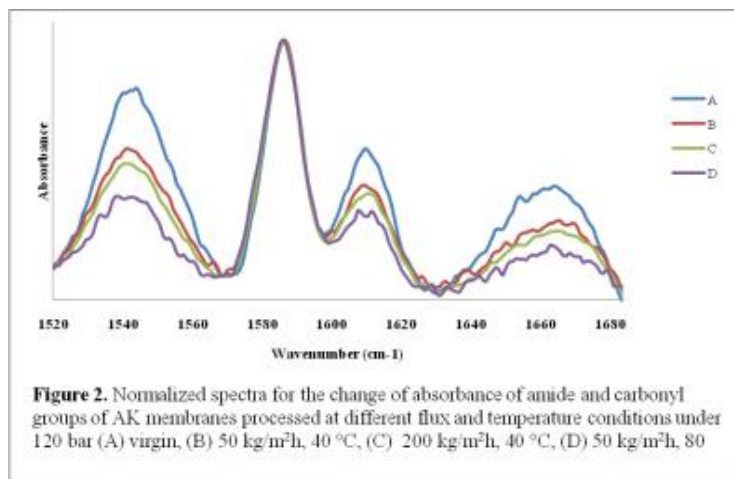 Absorbance
A
B
C
D
1520 1540 1560 1580 1600 1620 1640 1660 1680
Wavenumber (cm-1)
Figure 2. Normalized spectra for the change of absorbance of amide and carbonyl
groups of AK membranes processed at different flux and temperature conditions under
120 bar (A) virgin, (B) 50 kg/m²h, 40 °C, (C) 200 kg/m²h, 40 °C, (D) 50 kg/m²h, 80